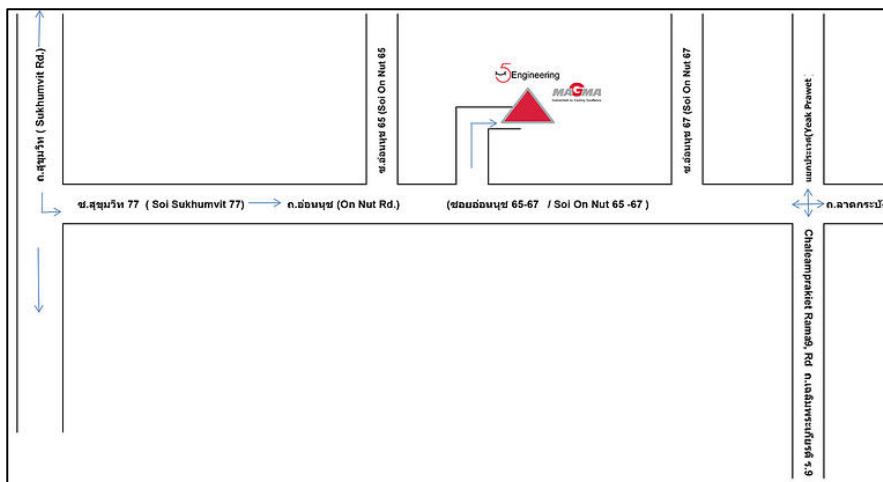 ถ.สุขุมวิท ( Sukhumvit Rd.)
ซ.อ่อนนุช 65 (Soi On Nut 65)
5 Engineering
MAGMA
ซ.อ่อนนุช 67 (Soi On Nut 67)
แยกประเวศ(Yeak Prawet)
ซ.สุขุมวิท 77 ( Soi Sukhumvit 77)
ถ.อ่อนนุช (On Nut Rd.)
(ซอยอ่อนนุช 65-67 / Soi On Nut 65 -67 )
ถ.ลาดกระบัง
Chaleamprakiet Rama9, Rd ถ.เฉลิมพระเกียรติ ร.9